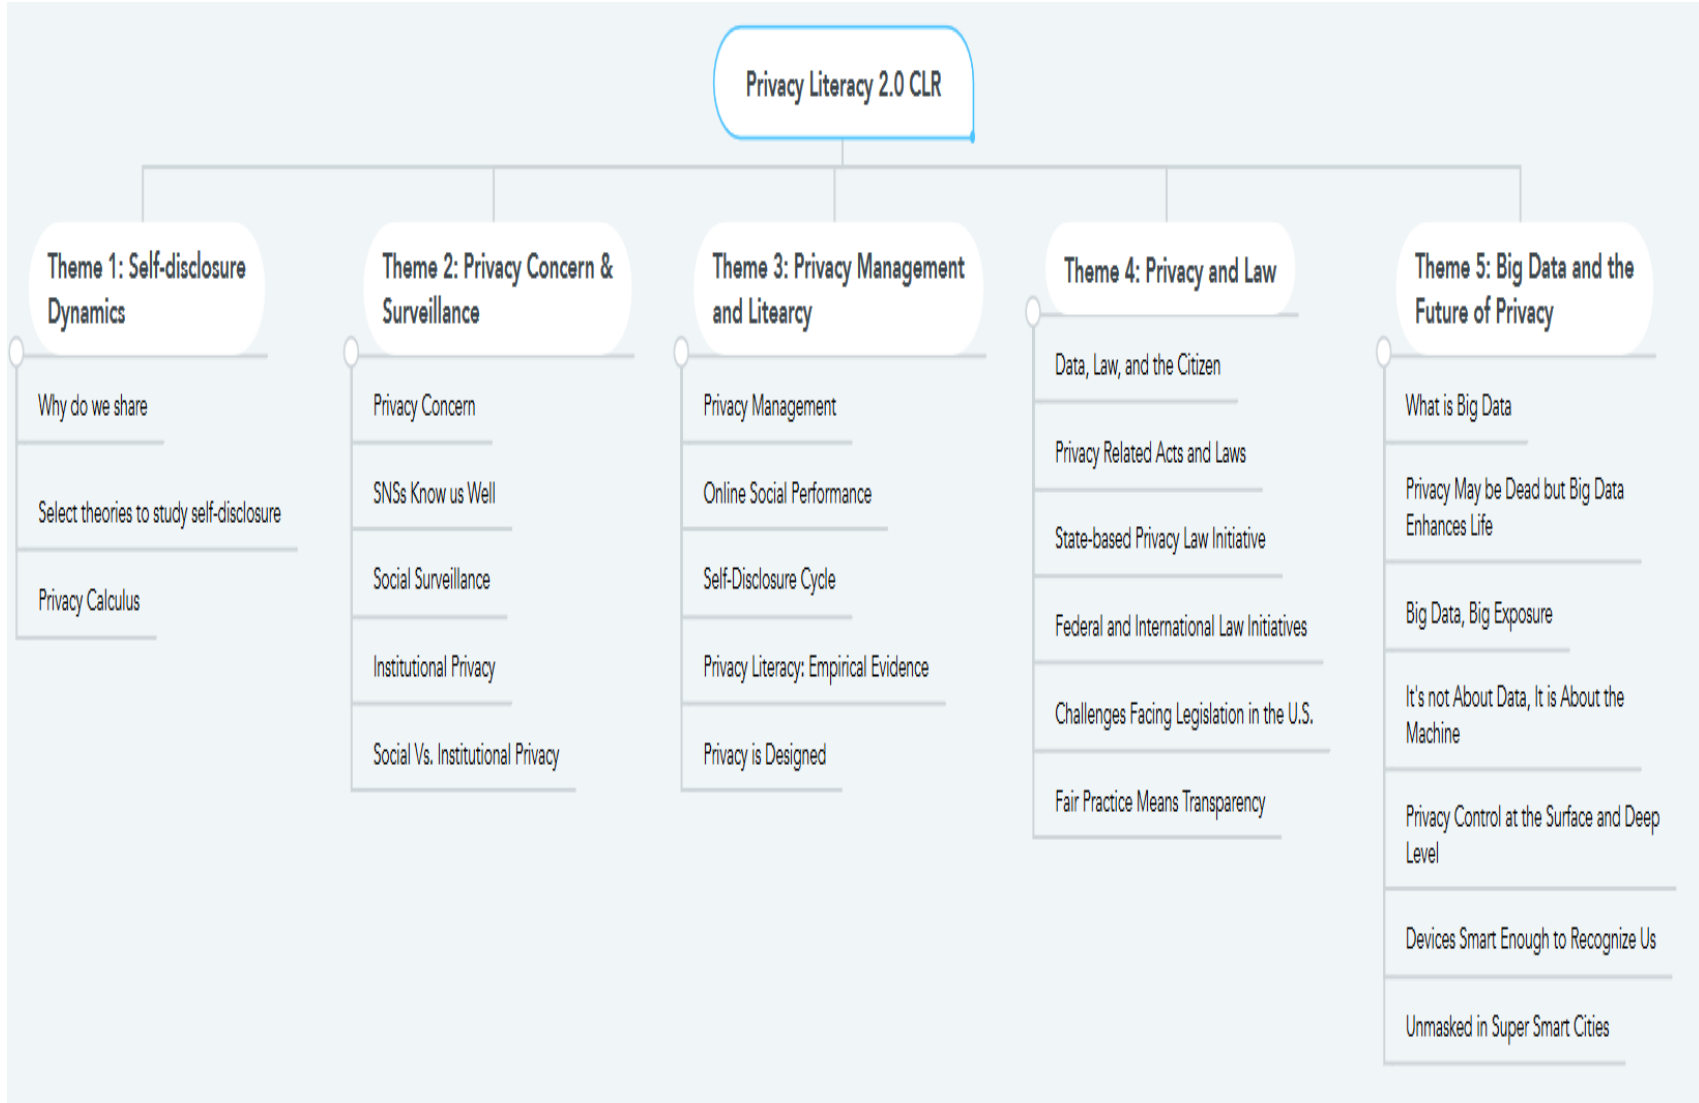 Privacy Literacy 2.0 CLR
Theme 1: Self-disclosure
Dynamics
Why do we share
Select theories to study self-disclosure
Privacy Calculus
Theme 2: Privacy Concern &
Surveillance
Privacy Concern
SNSs Know us Well
Social Surveillance
Institutional Privacy
Social Vs. Institutional Privacy
Theme 3: Privacy Management
and Litearcy
Privacy Management
Online Social Performance
Self-Disclosure Cycle
Privacy Literacy: Empirical Evidence
Privacy is Designed
Theme 4: Privacy and Law
Data, Law, and the Citizen
Privacy Related Acts and Laws
State-based Privacy Law Initiative
Federal and International Law Initiatives
Challenges Facing Legislation in the U.S.
Fair Practice Means Transparency
Theme 5: Big Data and the
Future of Privacy
What is Big Data
Privacy May be Dead but Big Data
Enhances Life
Big Data, Big Exposure
It's not About Data, It is About the
Machine
Privacy Control at the Surface and Deep
Level
Devices Smart Enough to Recognize Us
Unmasked in Super Smart Cities